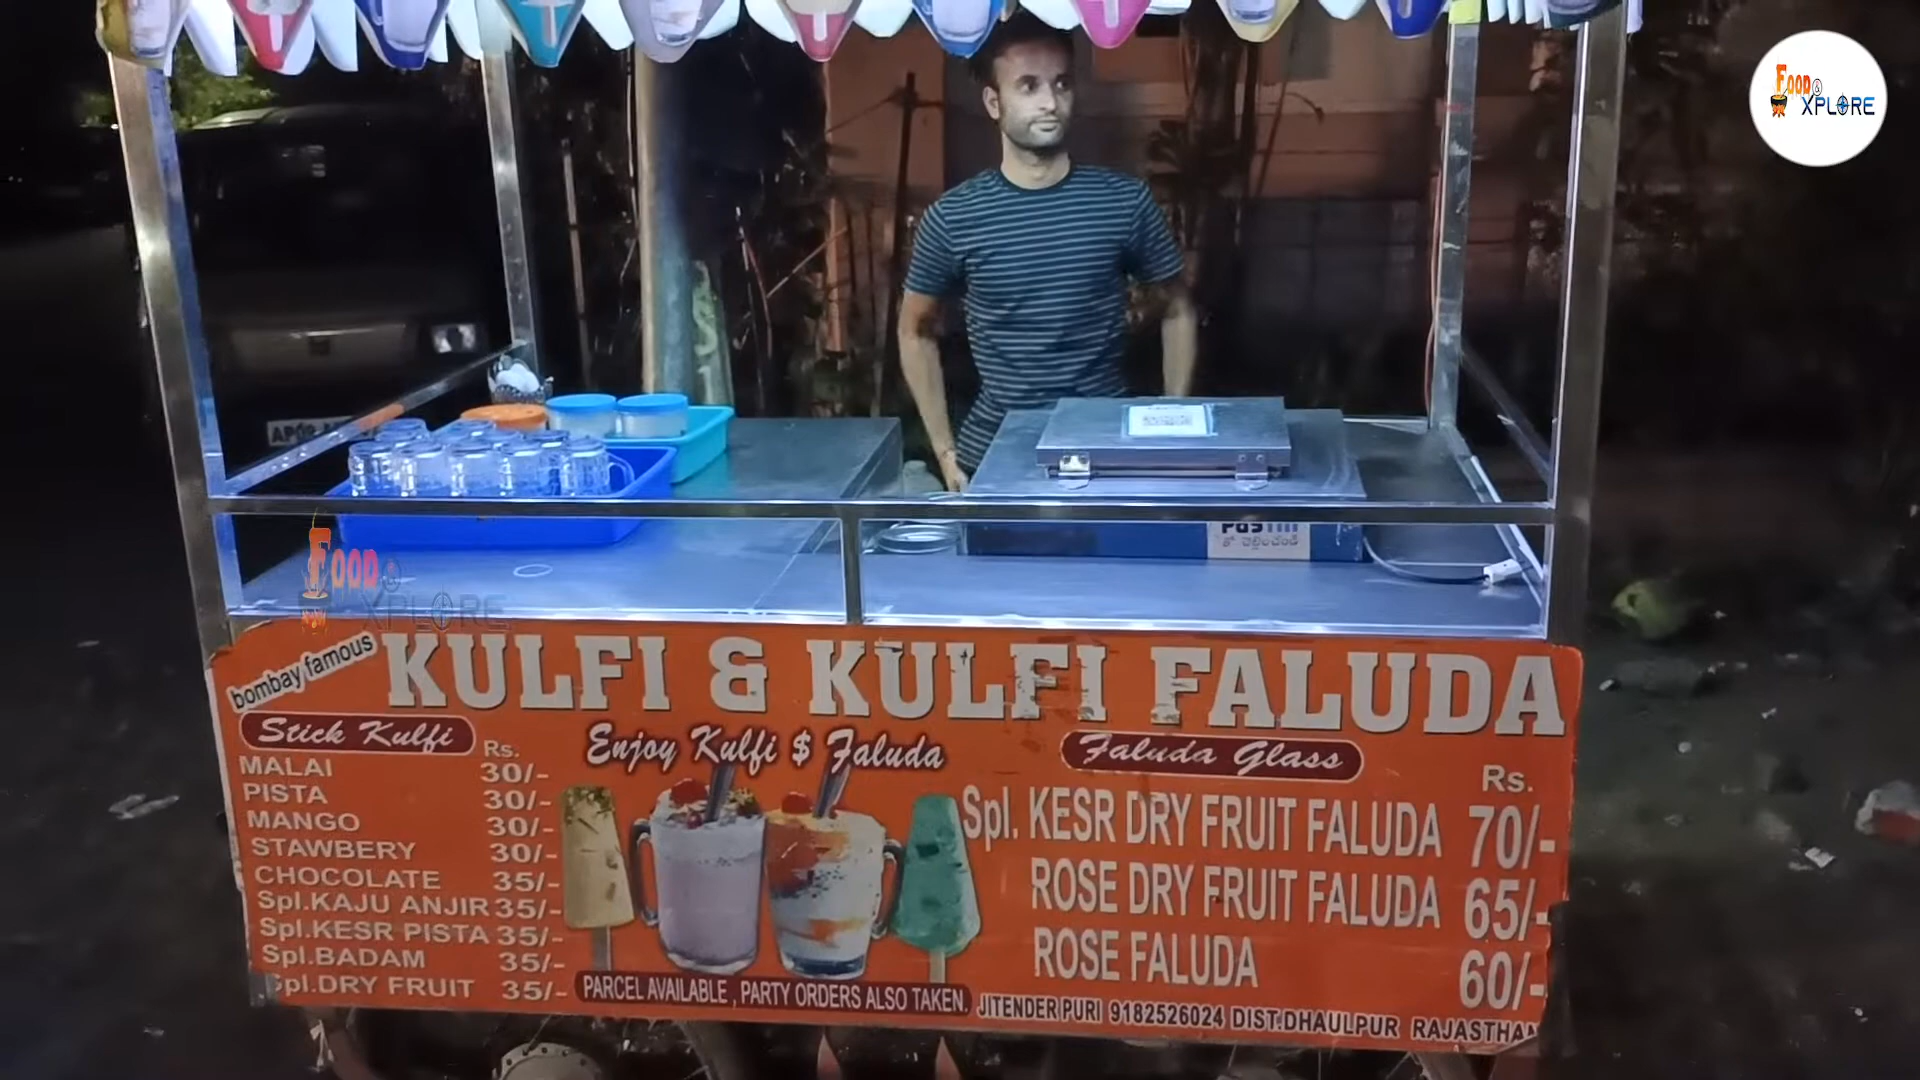 FOOD & XPLORE
FOOD & XPLORE
bombay famous
KULFI & KULFI FALUDA
Stick Kulfi
Rs.
MALAI 30/-
PISTA 30/-
MANGO 30/-
STAWBERY 30/-
CHOCOLATE 35/-
Spl.KAJU ANJIR 35/-
Spl.KESR PISTA 35/-
Spl.BADAM 35/-
Spl.DRY FRUIT 35/-
Enjoy Kulfi $ Faluda
PARCEL AVAILABLE , PARTY ORDERS ALSO TAKEN.
Faluda Glass
Rs.
Spl. KESR DRY FRUIT FALUDA 70/-
ROSE DRY FRUIT FALUDA 65/-
ROSE FALUDA 60/-
JITENDER PURI 9182526024 DIST.DHAULPUR RAJASTHAN